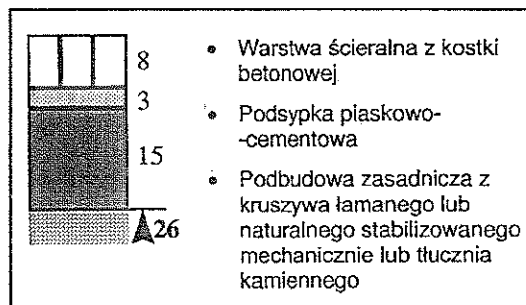 8
3
15
26
• Warstwa ścieralna z kostki
betonowej
• Podsypka piaskowo-
-cementowa
• Podbudowa zasadnicza z
kruszywa łamanego lub
naturalnego stabilizowanego
mechanicznie lub tłucznia
kamiennego